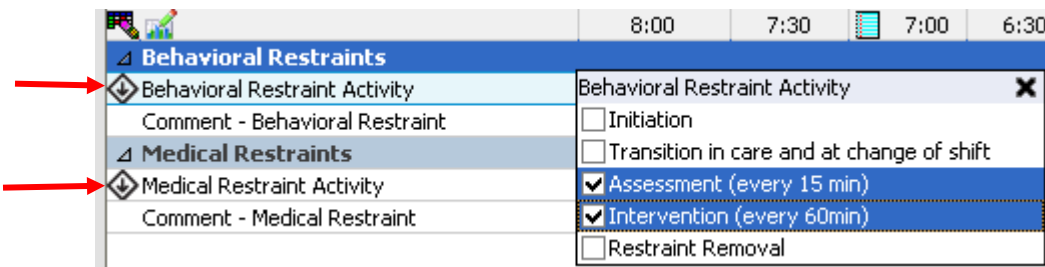 8:00 7:30 7:00 6:30
Behavioral Restraints
Behavioral Restraint Activity
Comment - Behavioral Restraint
Medical Restraints
Medical Restraint Activity
Comment - Medical Restraint
Behavioral Restraint Activity
Initiation
Transition in care and at change of shift
Assessment (every 15 min)
Intervention (every 60min)
Restraint Removal